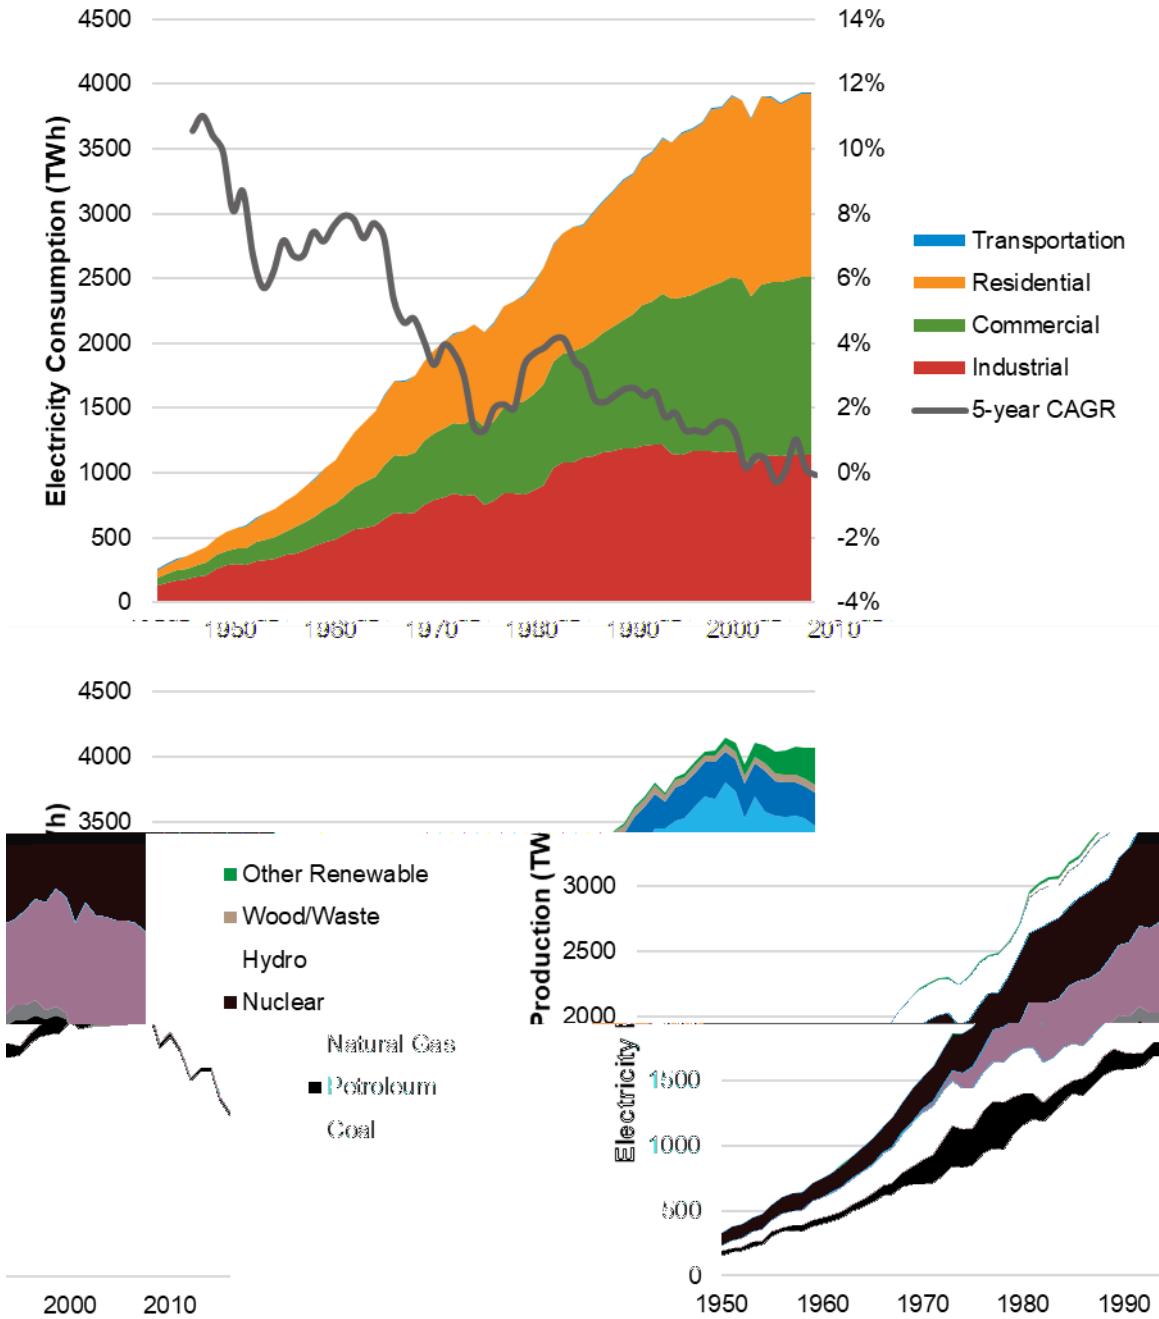 4500
14%
4000
12%
3500
10%
3000
8%
2500
6%
2000
4%
1500
2%
1000
0%
500
-2%
0
-4%
Electricity Consumption (TWh)
Transportation
Residential
Commercial
Industrial
5-year CAGR
1950
1960
1970
1980
1990
2000
2010
4500
4000
3500
Other Renewable
Wood/Waste
Hydro
Nuclear
Natural Gas
Petroleum
Coal
Production (TW
Electricity
3000
2500
2000
1500
1000
500
0
2000
2010
1950
1960
1970
1980
1990